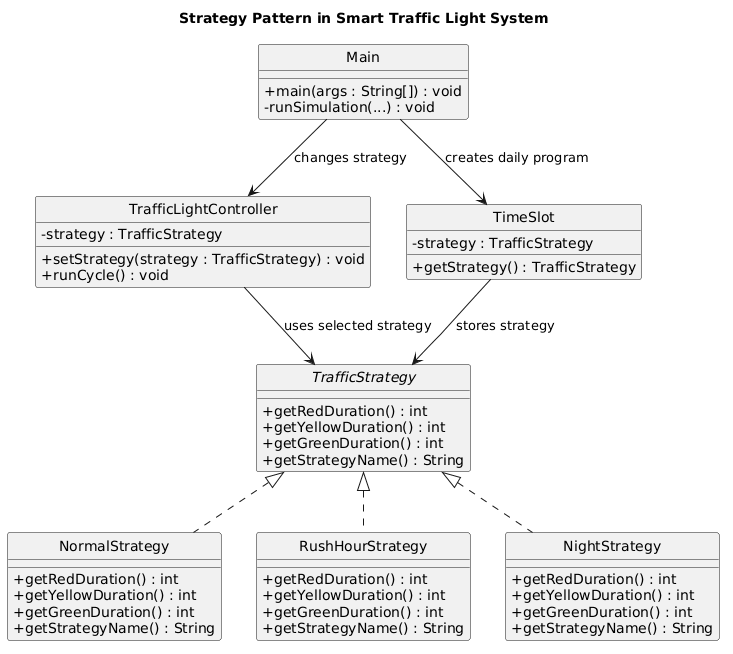 Strategy Pattern in Smart Traffic Light System
Main
+main(args : String[]) : void
-runSimulation(...) : void
changes strategy
creates daily program
TrafficLightController
-strategy : TrafficStrategy
+setStrategy(strategy : TrafficStrategy) : void
+runCycle() : void
TimeSlot
-strategy : TrafficStrategy
+getStrategy() : TrafficStrategy
uses selected strategy
stores strategy
TrafficStrategy
+getRedDuration() : int
+getYellowDuration() : int
+getGreenDuration() : int
+getStrategyName() : String
NormalStrategy
+getRedDuration() : int
+getYellowDuration() : int
+getGreenDuration() : int
+getStrategyName() : String
RushHourStrategy
+getRedDuration() : int
+getYellowDuration() : int
+getGreenDuration() : int
+getStrategyName() : String
NightStrategy
+getRedDuration() : int
+getYellowDuration() : int
+getGreenDuration() : int
+getStrategyName() : String